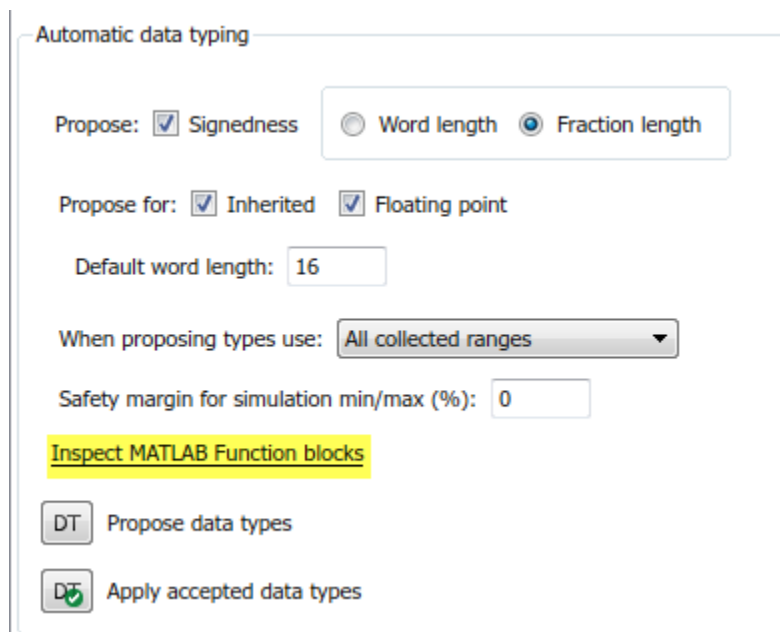 Automatic data typing
Propose: Signedness Word length Fraction length
Propose for: Inherited Floating point
Default word length: 16
When proposing types use: All collected ranges
Safety margin for simulation min/max (%): 0
Inspect MATLAB Function blocks
DT Propose data types
DT Apply accepted data types